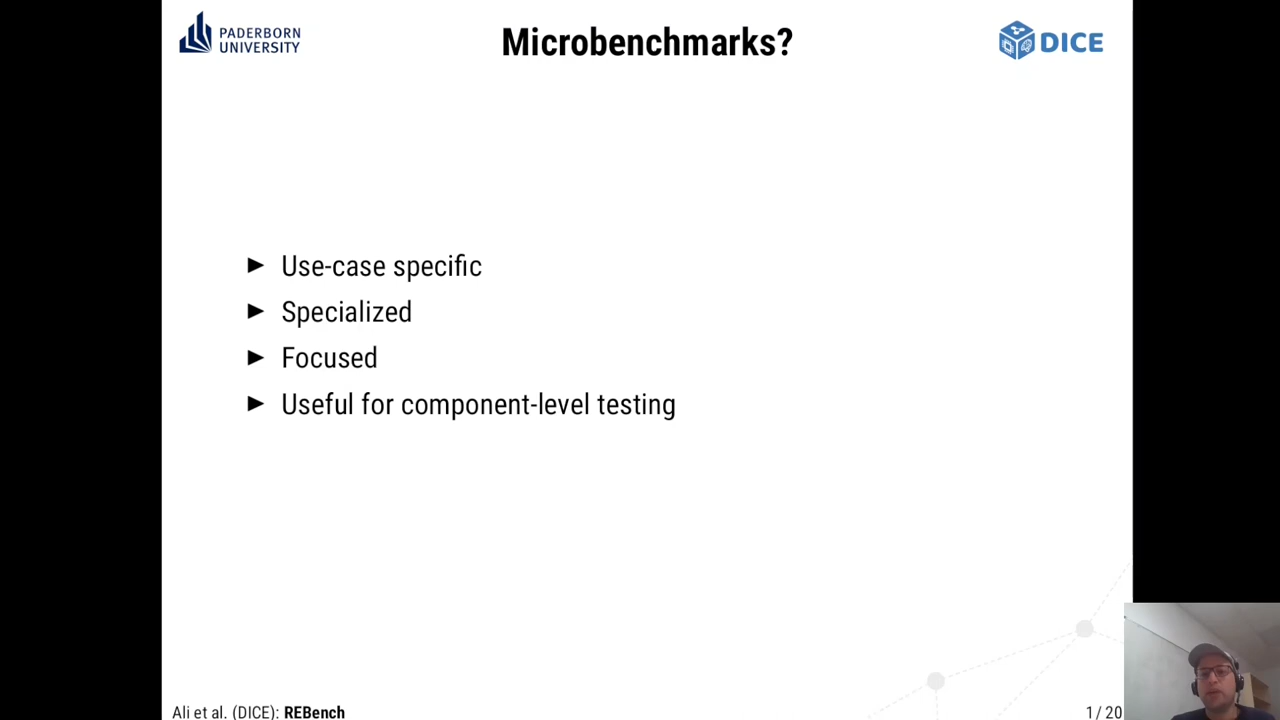 PADERBORN
UNIVERSITY
Microbenchmarks?
DICE
Use-case specific
Specialized
Focused
Useful for component-level testing
Ali et al. (DICE): REBench
1 / 20